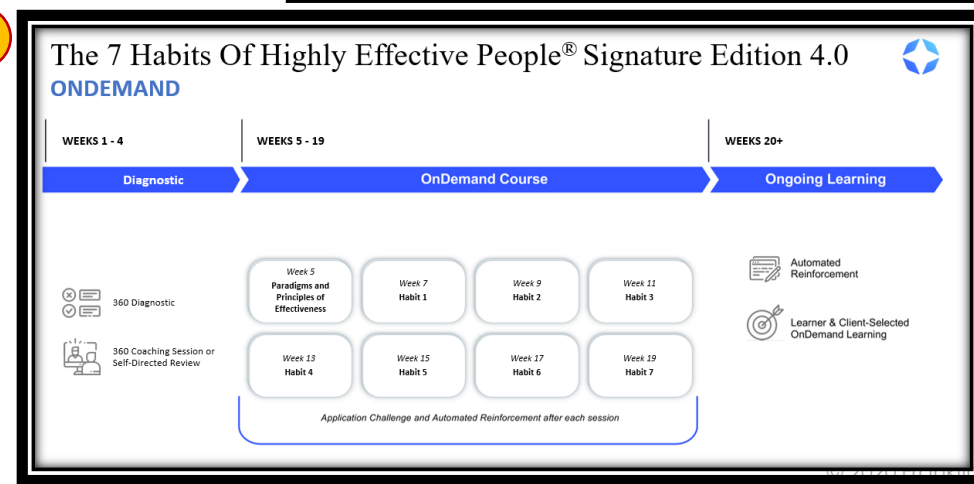 The 7 Habits Of Highly Effective People® Signature Edition 4.0
ONDEMAND
WEEKS 1 - 4
WEEKS 5 - 19
WEEKS 20+
Diagnostic
OnDemand Course
Ongoing Learning
360 Diagnostic
360 Coaching Session or
Self-Directed Review
Week 5
Paradigms and
Principles of
Effectiveness
Week 7
Habit 1
Week 9
Habit 2
Week 11
Habit 3
Week 13
Habit 4
Week 15
Habit 5
Week 17
Habit 6
Week 19
Habit 7
Application Challenge and Automated Reinforcement after each session
Automated
Reinforcement
Learner & Client-Selected
OnDemand Learning